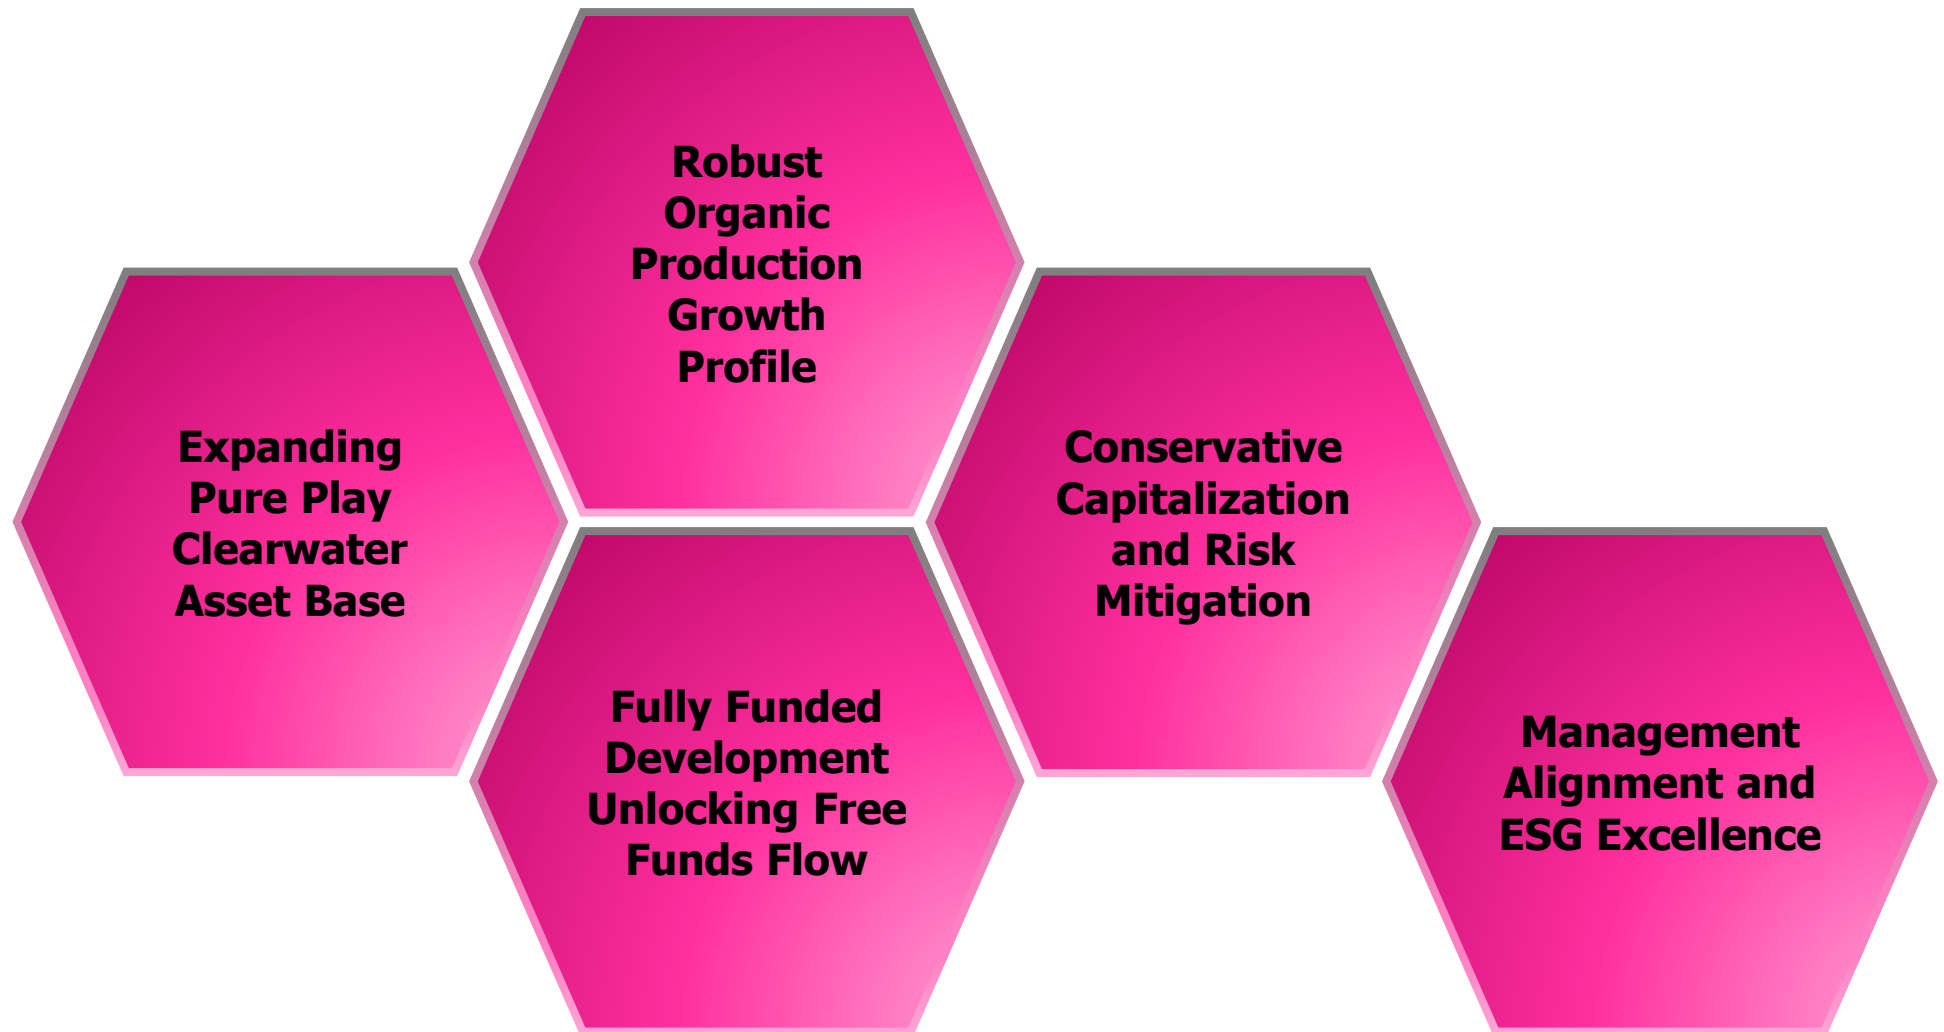 Robust
Organic
Production
Growth
Profile
Expanding
Pure Play
Clearwater
Asset Base
Conservative
Capitalization
and Risk
Mitigation
Fully Funded
Development
Unlocking Free
Funds Flow
Management
Alignment and
ESG Excellence